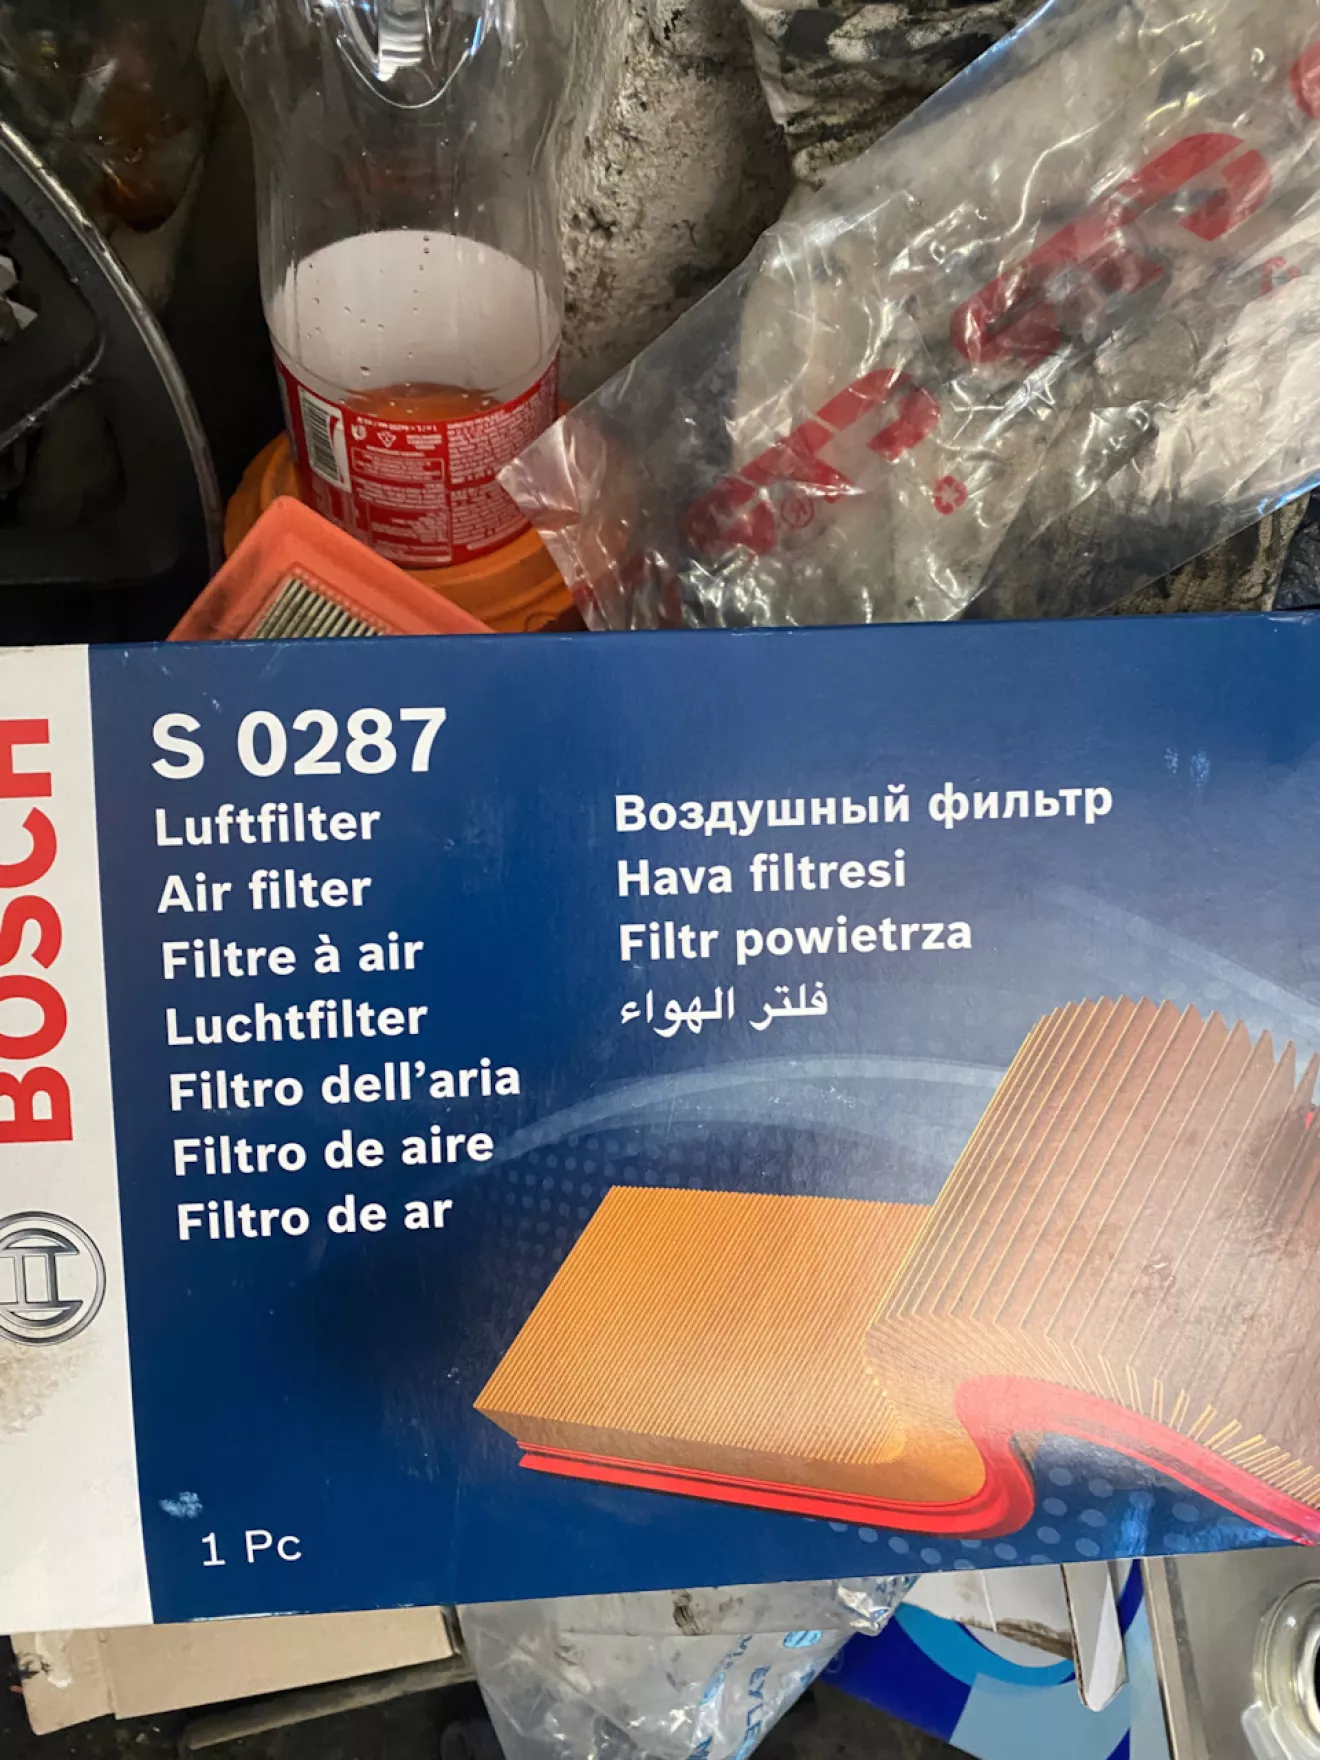 BOSCH
S 0287
Luftfilter
Air filter
Filtre à air
Luchtfilter
Filtro dell’aria
Filtro de aire
Filtro de ar
Воздушный фильтр
Hava filtresi
Filtr powietrza
فلتر الهواء
1 Pc